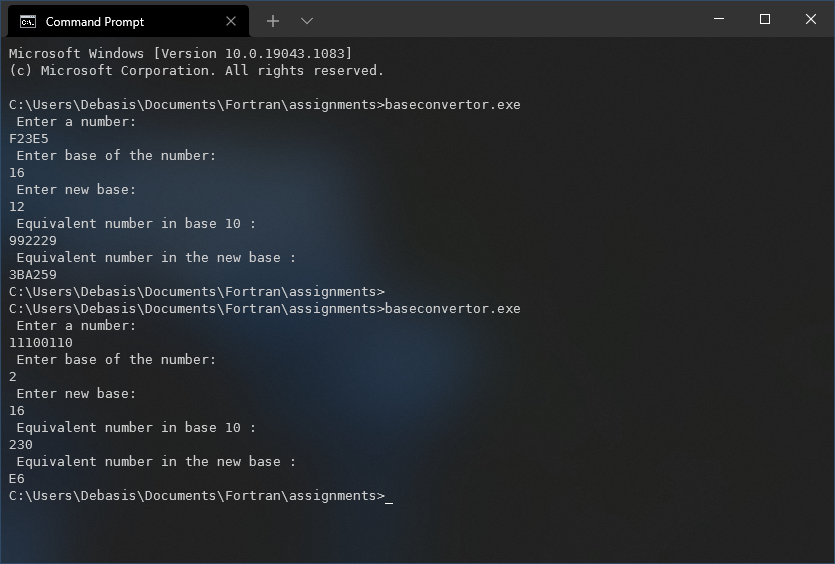 Command Prompt
Microsoft Windows [Version 10.0.19043.1083]
(c) Microsoft Corporation. All rights reserved.
C:\Users\Debasis\Documents\Fortran\assignments>baseconvertor.exe
Enter a number:
F23E5
Enter base of the number:
16
Enter new base:
12
Equivalent number in base 10 :
992229
Equivalent number in the new base :
3BA259
C:\Users\Debasis\Documents\Fortran\assignments>
C:\Users\Debasis\Documents\Fortran\assignments>baseconvertor.exe
Enter a number:
11100110
Enter base of the number:
2
Enter new base:
16
Equivalent number in base 10 :
230
Equivalent number in the new base :
E6
C:\Users\Debasis\Documents\Fortran\assignments>_